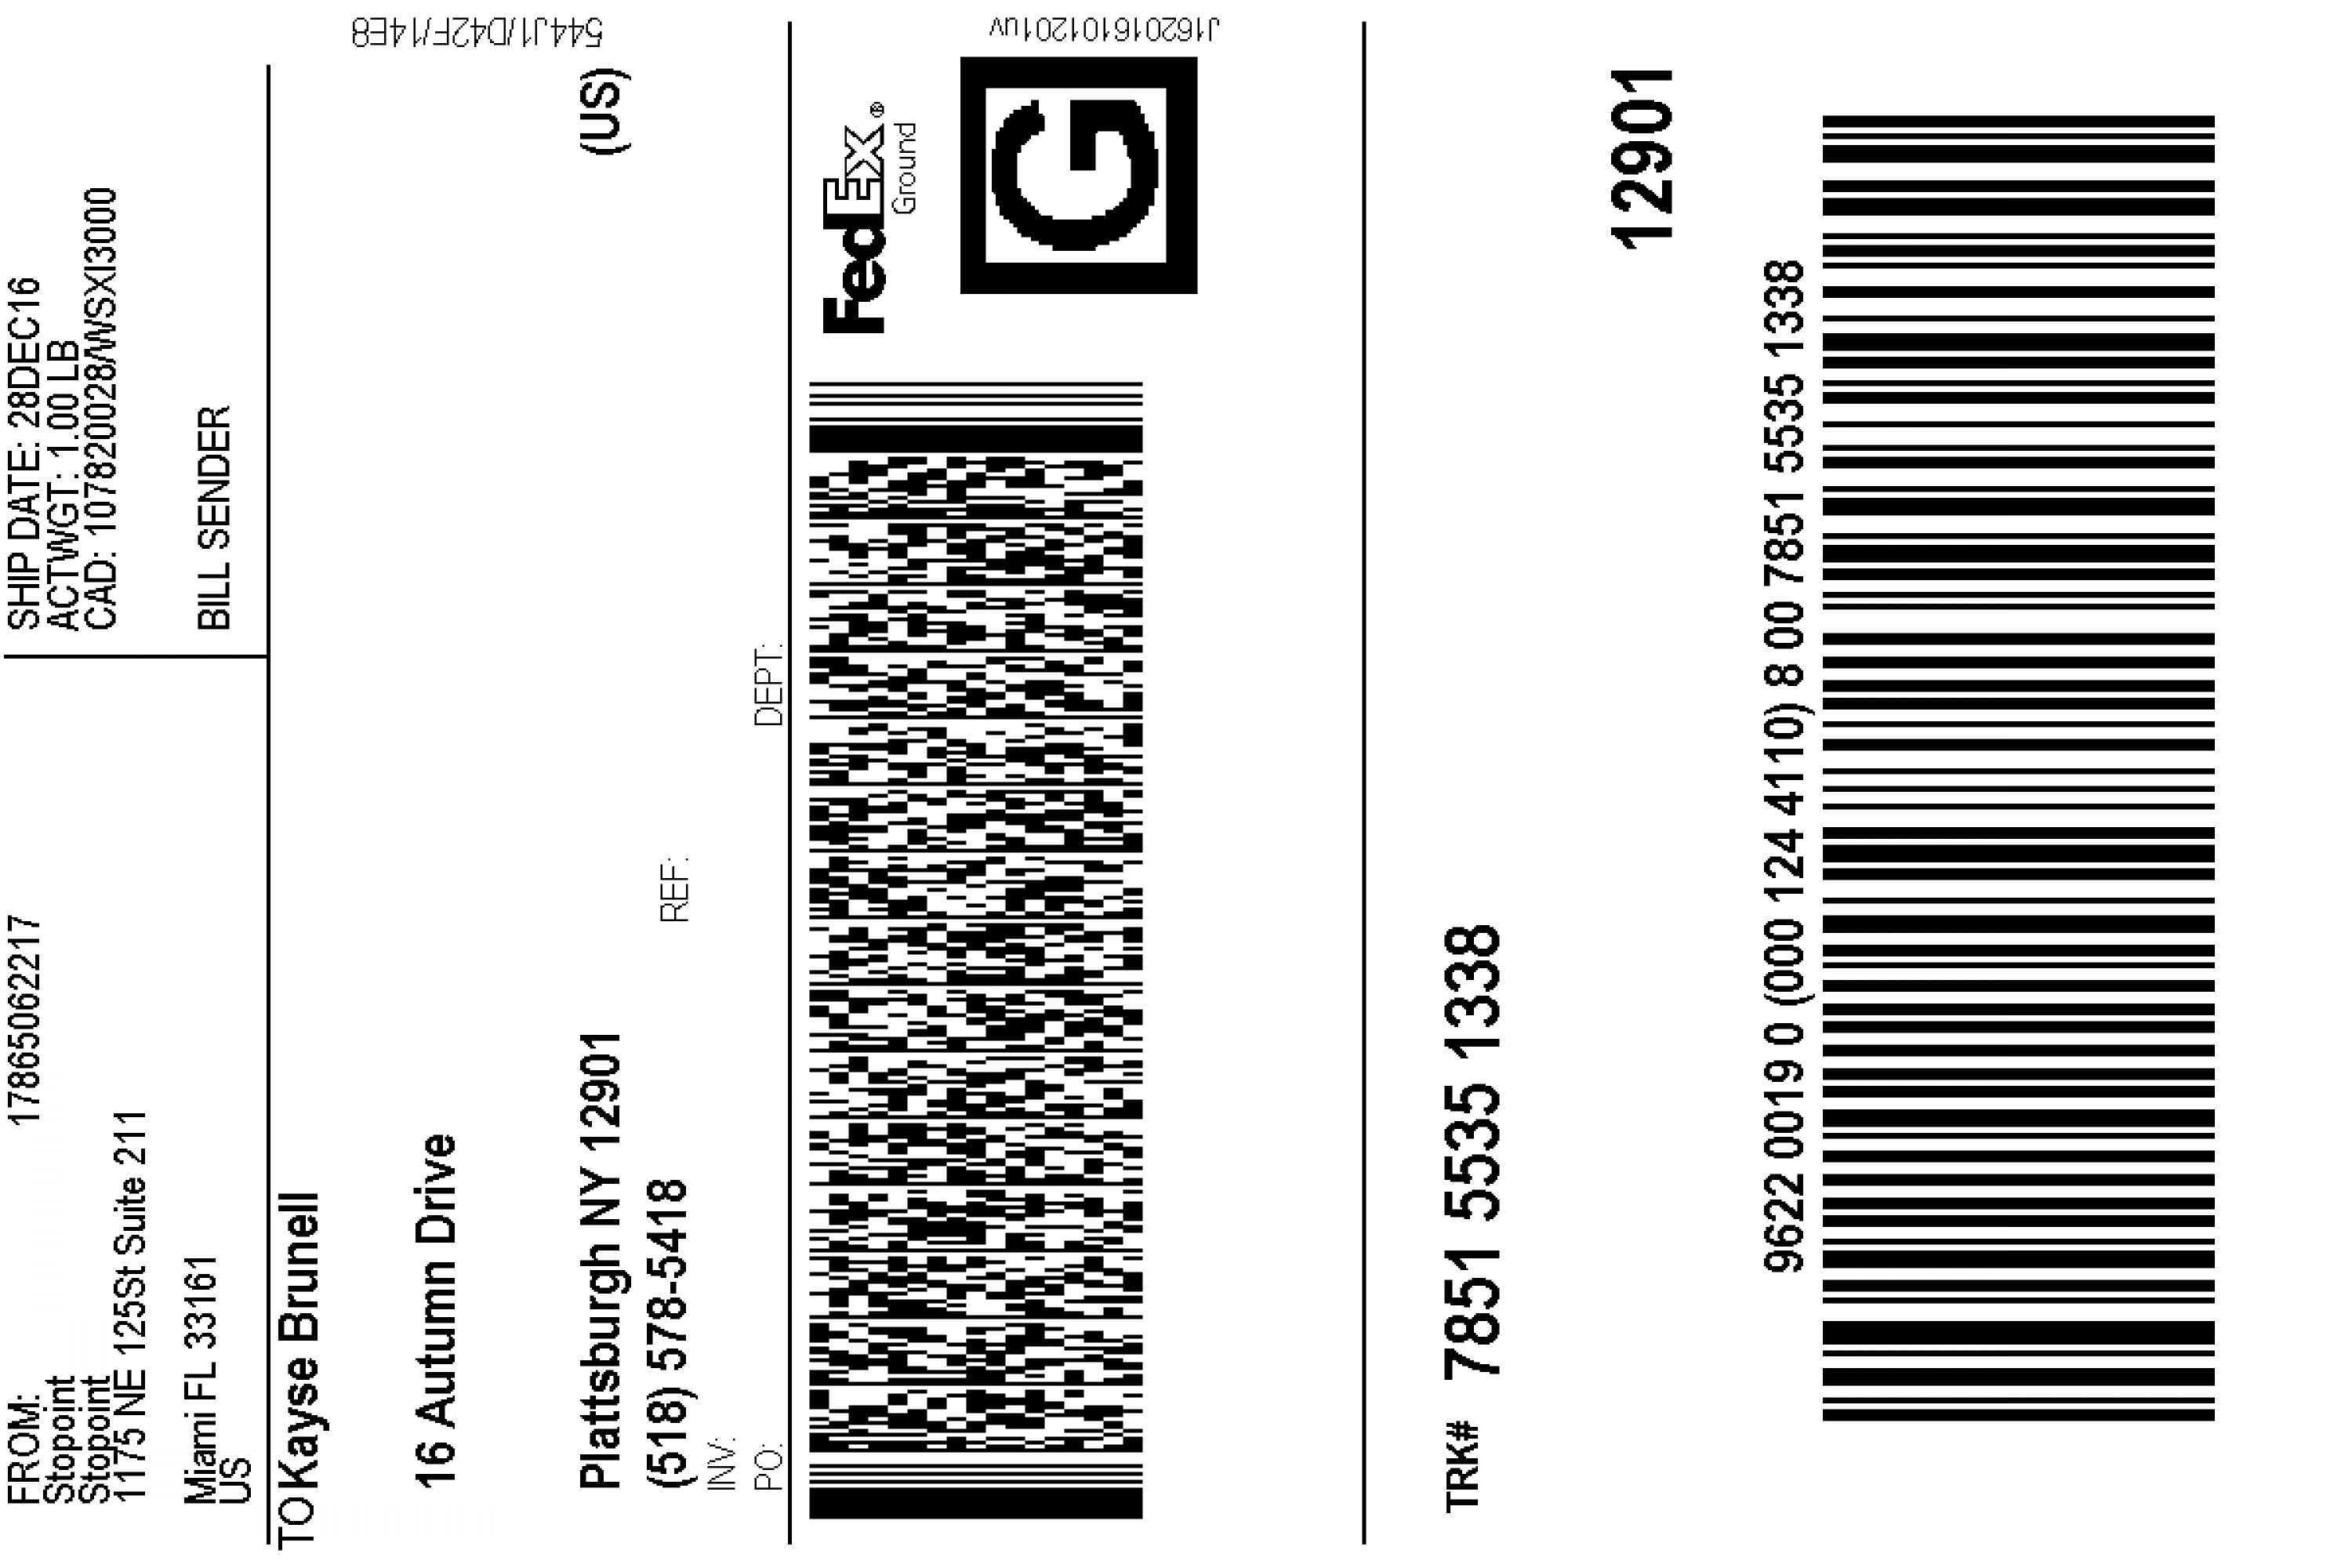 FROM: 17865062217
Stopoint
Stopoint
1175 NE 125St Suite 211
Miami FL 33161
US
SHIP DATE: 28DEC16
ACTWGT: 1.00 LB
CAD: 107820028/WSXI3000
BILL SENDER
TO Kayse Brunell
16 Autumn Drive
Plattsburgh NY 12901 (US)
(518) 578-5418
REF:
INV:
PO: DEPT:
544J1/D42F/14E8
FedEx®
Ground
G
J16201610120 1uv
TRK# 7851 5535 1338
12901
9622 0019 0 (000 124 4110) 8 00 7851 5535 1338